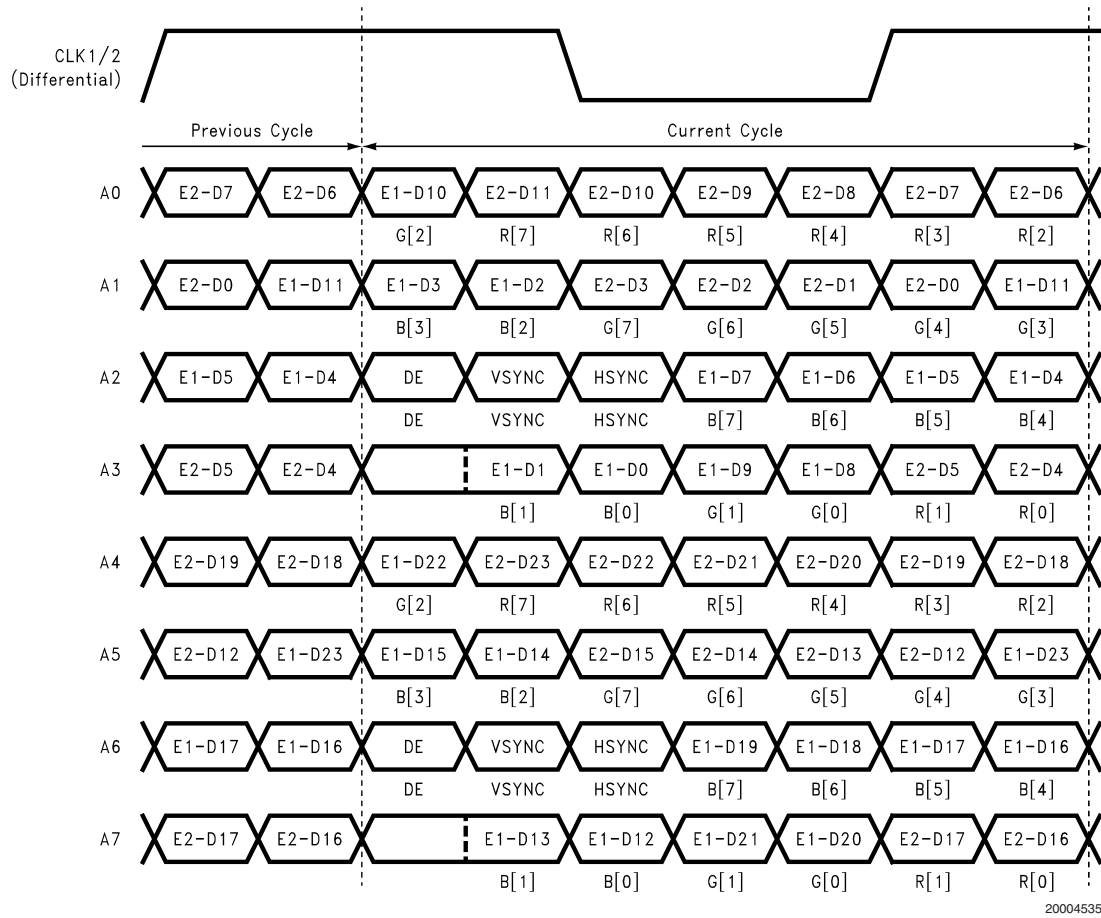 CLK1/2
(Differential)
Previous Cycle Current Cycle
A0 E2-D7 E2-D6 E1-D10 E2-D11 E2-D10 E2-D9 E2-D8 E2-D7 E2-D6
G[2] R[7] R[6] R[5] R[4] R[3] R[2]
A1 E2-D0 E1-D11 E1-D3 E1-D2 E2-D3 E2-D2 E2-D1 E2-D0 E1-D11
B[3] B[2] G[7] G[6] G[5] G[4] G[3]
A2 E1-D5 E1-D4 DE VSYNC HSYNC E1-D7 E1-D6 E1-D5 E1-D4
DE VSYNC HSYNC B[7] B[6] B[5] B[4]
A3 E2-D5 E2-D4 E1-D1 E1-D0 E1-D9 E1-D8 E2-D5 E2-D4
B[1] B[0] G[1] G[0] R[1] R[0]
A4 E2-D19 E2-D18 E1-D22 E2-D23 E2-D22 E2-D21 E2-D20 E2-D19 E2-D18
G[2] R[7] R[6] R[5] R[4] R[3] R[2]
A5 E2-D12 E1-D23 E1-D15 E1-D14 E2-D15 E2-D14 E2-D13 E2-D12 E1-D23
B[3] B[2] G[7] G[6] G[5] G[4] G[3]
A6 E1-D17 E1-D16 DE VSYNC HSYNC E1-D19 E1-D18 E1-D17 E1-D16
DE VSYNC HSYNC B[7] B[6] B[5] B[4]
A7 E2-D17 E2-D16 E1-D13 E1-D12 E1-D21 E1-D20 E2-D17 E2-D16
B[1] B[0] G[1] G[0] R[1] R[0]
20004535